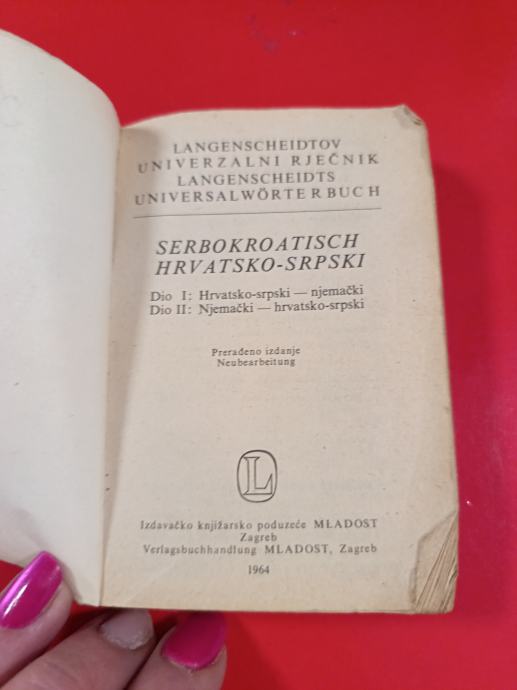 LANGENSCHEIDTOV
UNIVERZALNI RJEČNIK
LANGENSCHEIDTS
UNIVERSALWÖRTERBUCH
SERBOKROATISCH
HRVATSKO-SRPSKI
Dio I: Hrvatsko-srpski — njemački
Dio II: Njemački — hrvatsko-srpski
Prerađeno izdanje
Neubearbeitung
L
Izdavačko knjižarsko poduzeće MLADOST
Zagreb
Verlagsbuchhandlung MLADOST, Zagreb
1964